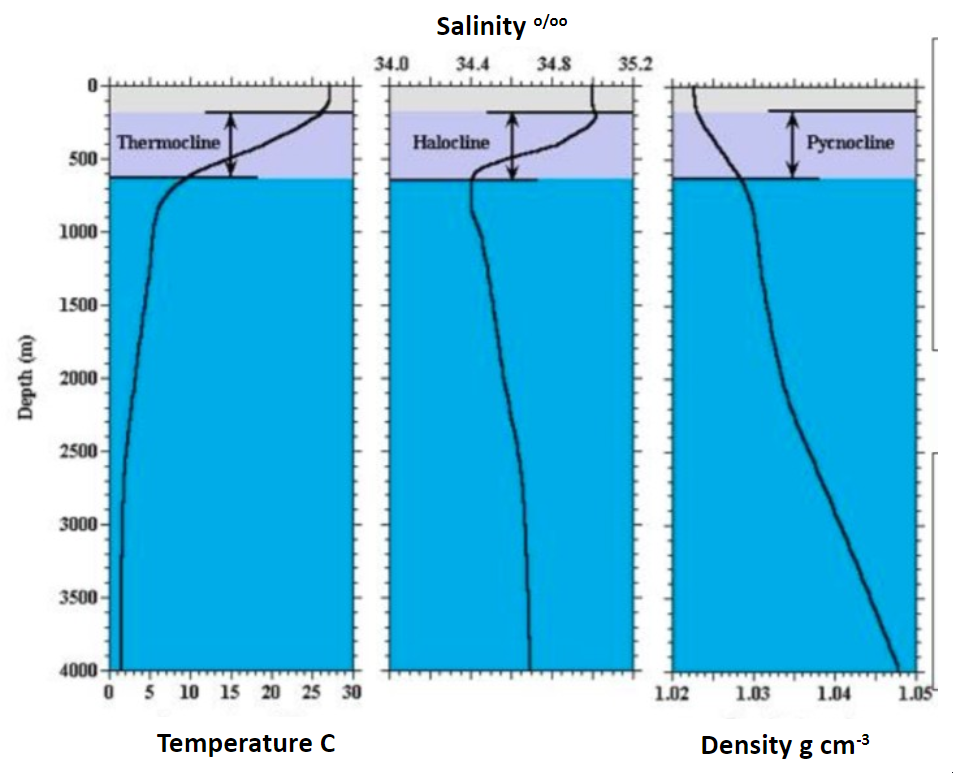 Salinity o/oo
34.0 34.4 34.8 35.2
0
Thermocline Halocline Pycnocline
500
1000
1500
Depth (m)
2000
2500
3000
3500
4000
0 5 10 15 20 25 30 1.02 1.03 1.04 1.05
Temperature C Density g cm-3